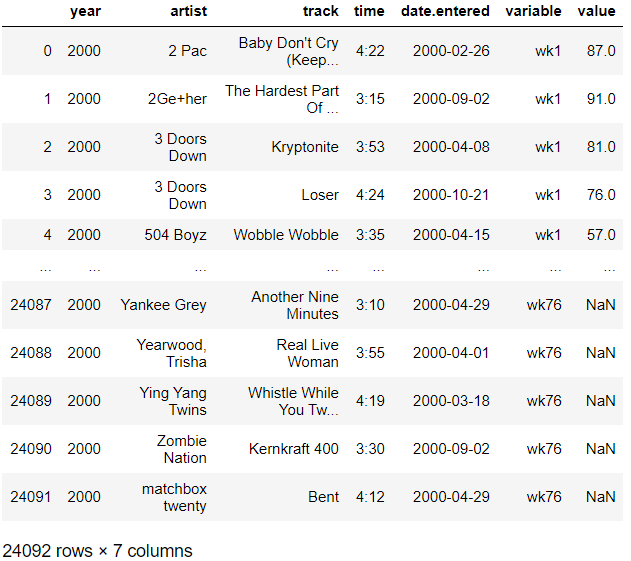 year artist track time date.entered variable value
0 2000 2 Pac Baby Don't Cry (Keep... 4:22 2000-02-26 wk1 87.0
1 2000 2Ge+her The Hardest Part Of ... 3:15 2000-09-02 wk1 91.0
2 2000 3 Doors Down Kryptonite 3:53 2000-04-08 wk1 81.0
3 2000 3 Doors Down Loser 4:24 2000-10-21 wk1 76.0
4 2000 504 Boyz Wobble Wobble 3:35 2000-04-15 wk1 57.0
... ... ... ... ... ... ... ...
24087 2000 Yankee Grey Another Nine Minutes 3:10 2000-04-29 wk76 NaN
24088 2000 Yearwood, Trisha Real Live Woman 3:55 2000-04-01 wk76 NaN
24089 2000 Ying Yang Twins Whistle While You Tw... 4:19 2000-03-18 wk76 NaN
24090 2000 Zombie Nation Kernkraft 400 3:30 2000-09-02 wk76 NaN
24091 2000 matchbox twenty Bent 4:12 2000-04-29 wk76 NaN
24092 rows × 7 columns